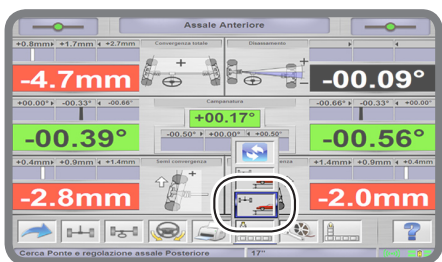 Assale Anteriore
+0.8mm +1.7mm +2.7mm
Convergenza totale
Disassamento
-4.7mm
-00.09°
+00.00° -00.33° -00.66°
Campanatura
-00.66° -00.33° +00.00°
+00.17°
-00.39°
-00.50° +00.00° +00.50°
-00.56°
+0.4mm +0.9mm +1.4mm
Semi convergenza
+1.4mm +0.9mm +0.4mm
-2.8mm
-2.0mm
Cerca Ponte e regolazione assale Posteriore
17"